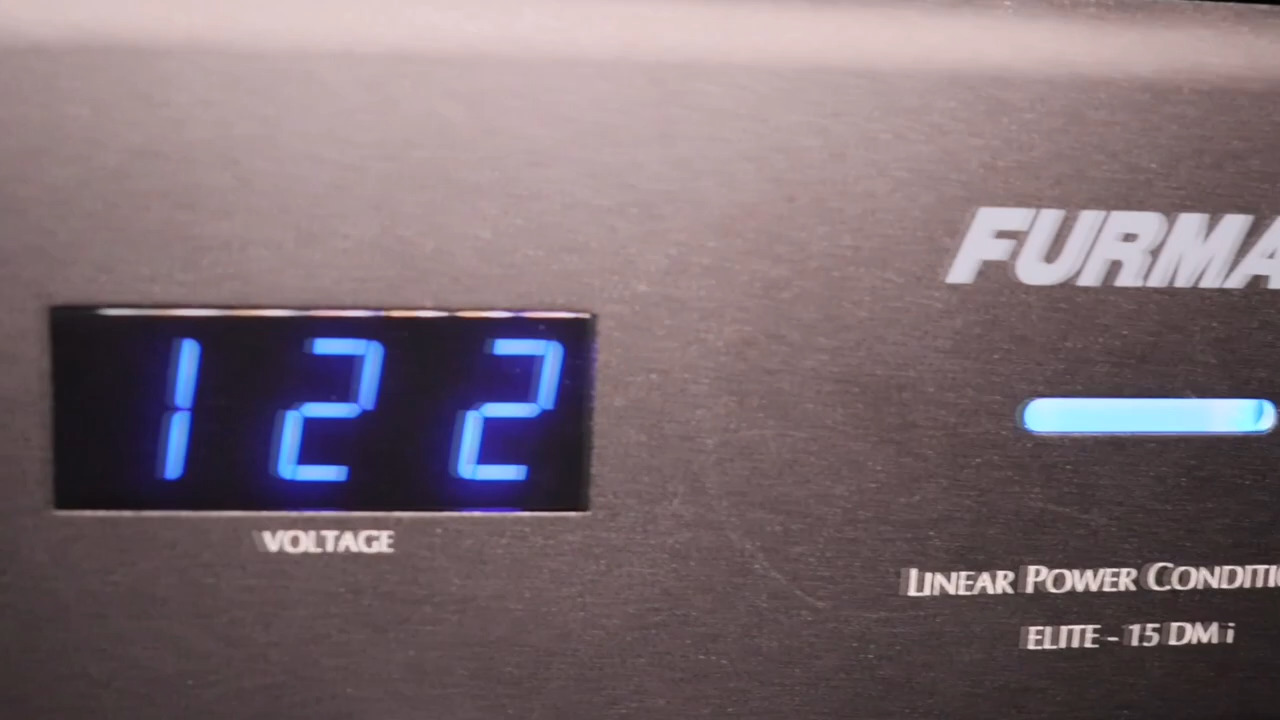 FURMA
122
VOLTAGE
LINEAR POWER CONDITI
ELITE - 15 DM i